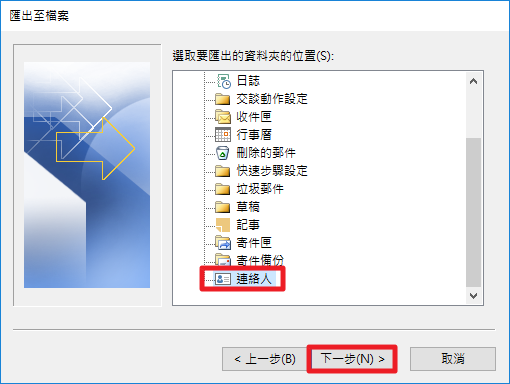 匯出至檔案
選取要匯出的資料夾的位置(S):
日誌
交談動作設定
收件匣
行事曆
刪除的郵件
快速步驟設定
垃圾郵件
草稿
記事
寄件匣
寄件備份
連絡人
< 上一步(B)
下一步(N) >
取消